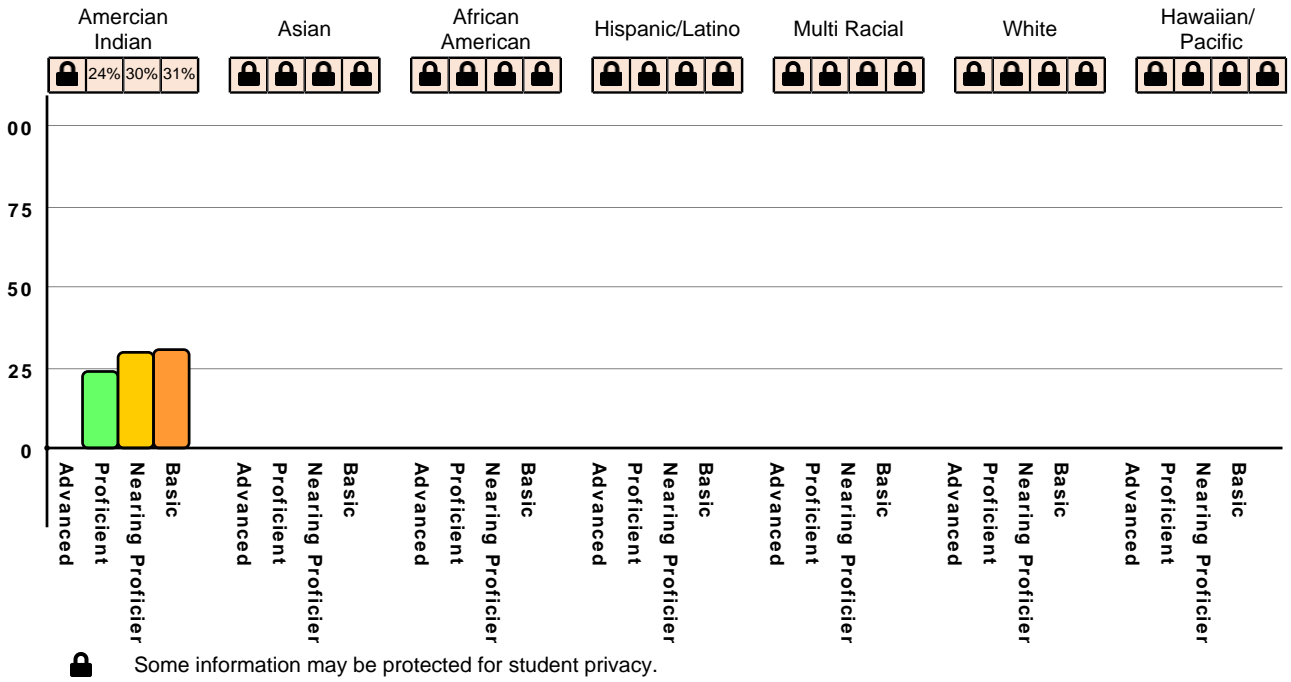 Amercian
Indian
Asian
African
American
Hispanic/Latino
Multi Racial
White
Hawaiian/
Pacific
24% 30% 31%
00
75
50
25
0
Advanced
Proficient
Nearing Proficier
Basic
Advanced
Proficient
Nearing Proficier
Basic
Advanced
Proficient
Nearing Proficier
Basic
Advanced
Proficient
Nearing Proficier
Basic
Advanced
Proficient
Nearing Proficier
Basic
Advanced
Proficient
Nearing Proficier
Basic
Advanced
Proficient
Nearing Proficier
Basic
Some information may be protected for student privacy.